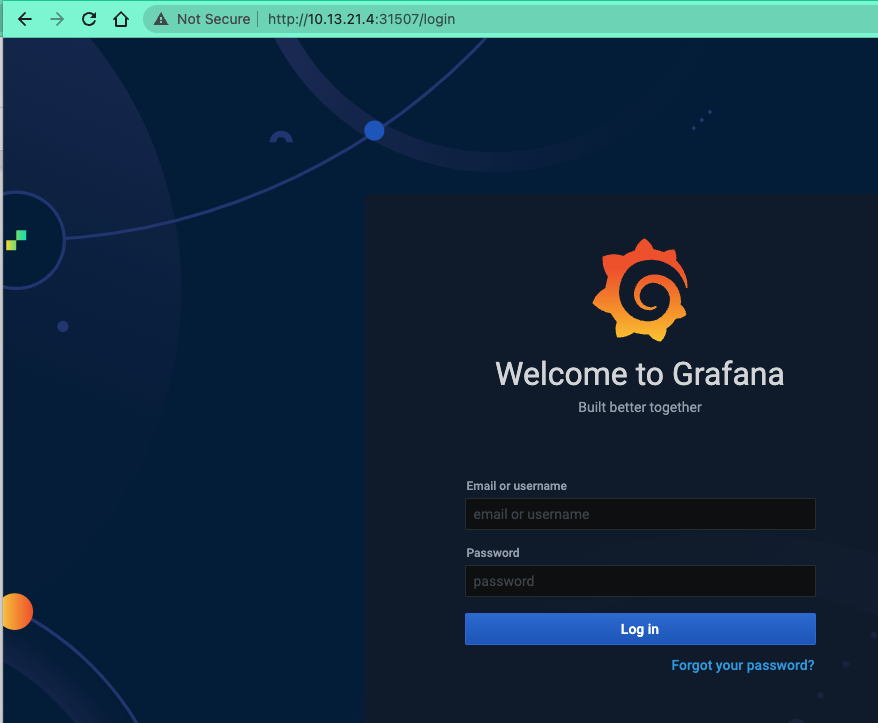 Not Secure http://10.13.21.4:31507/login
Welcome to Grafana
Built better together
Email or username
email or username
Password
password
Log in
Forgot your password?